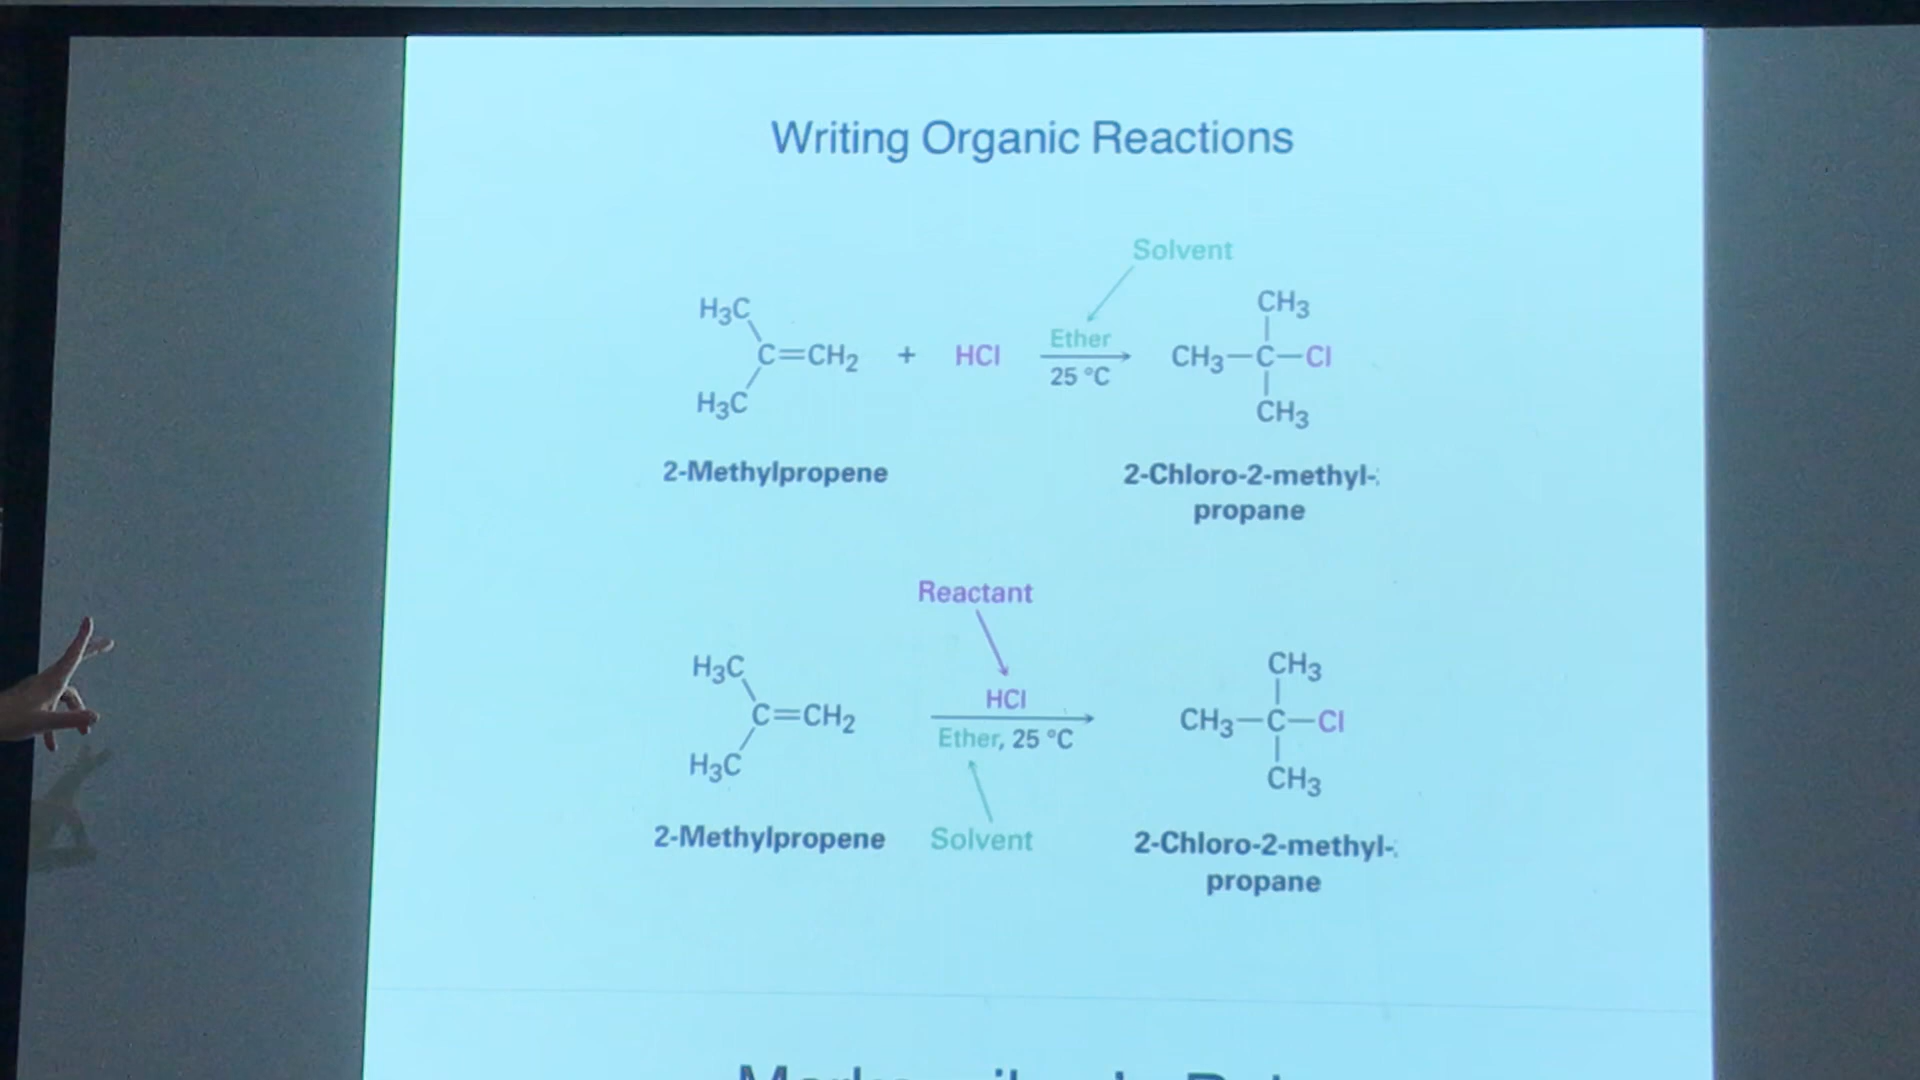 Writing Organic Reactions
Solvent
H₃C
C=CH₂ + HCl
H₃C
Ether
25 °C
CH₃
CH₃—C—Cl
CH₃
2-Methylpropene
2-Chloro-2-methyl-
propane
Reactant
H₃C
C=CH₂
H₃C
HCl
Ether, 25 °C
CH₃
CH₃—C—Cl
CH₃
2-Methylpropene
Solvent
2-Chloro-2-methyl-
propane